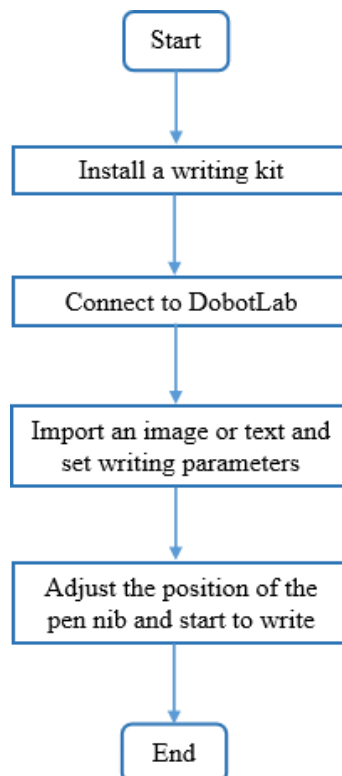 Start
Install a writing kit
Connect to DobotLab
Import an image or text and
set writing parameters
Adjust the position of the
pen nib and start to write
End